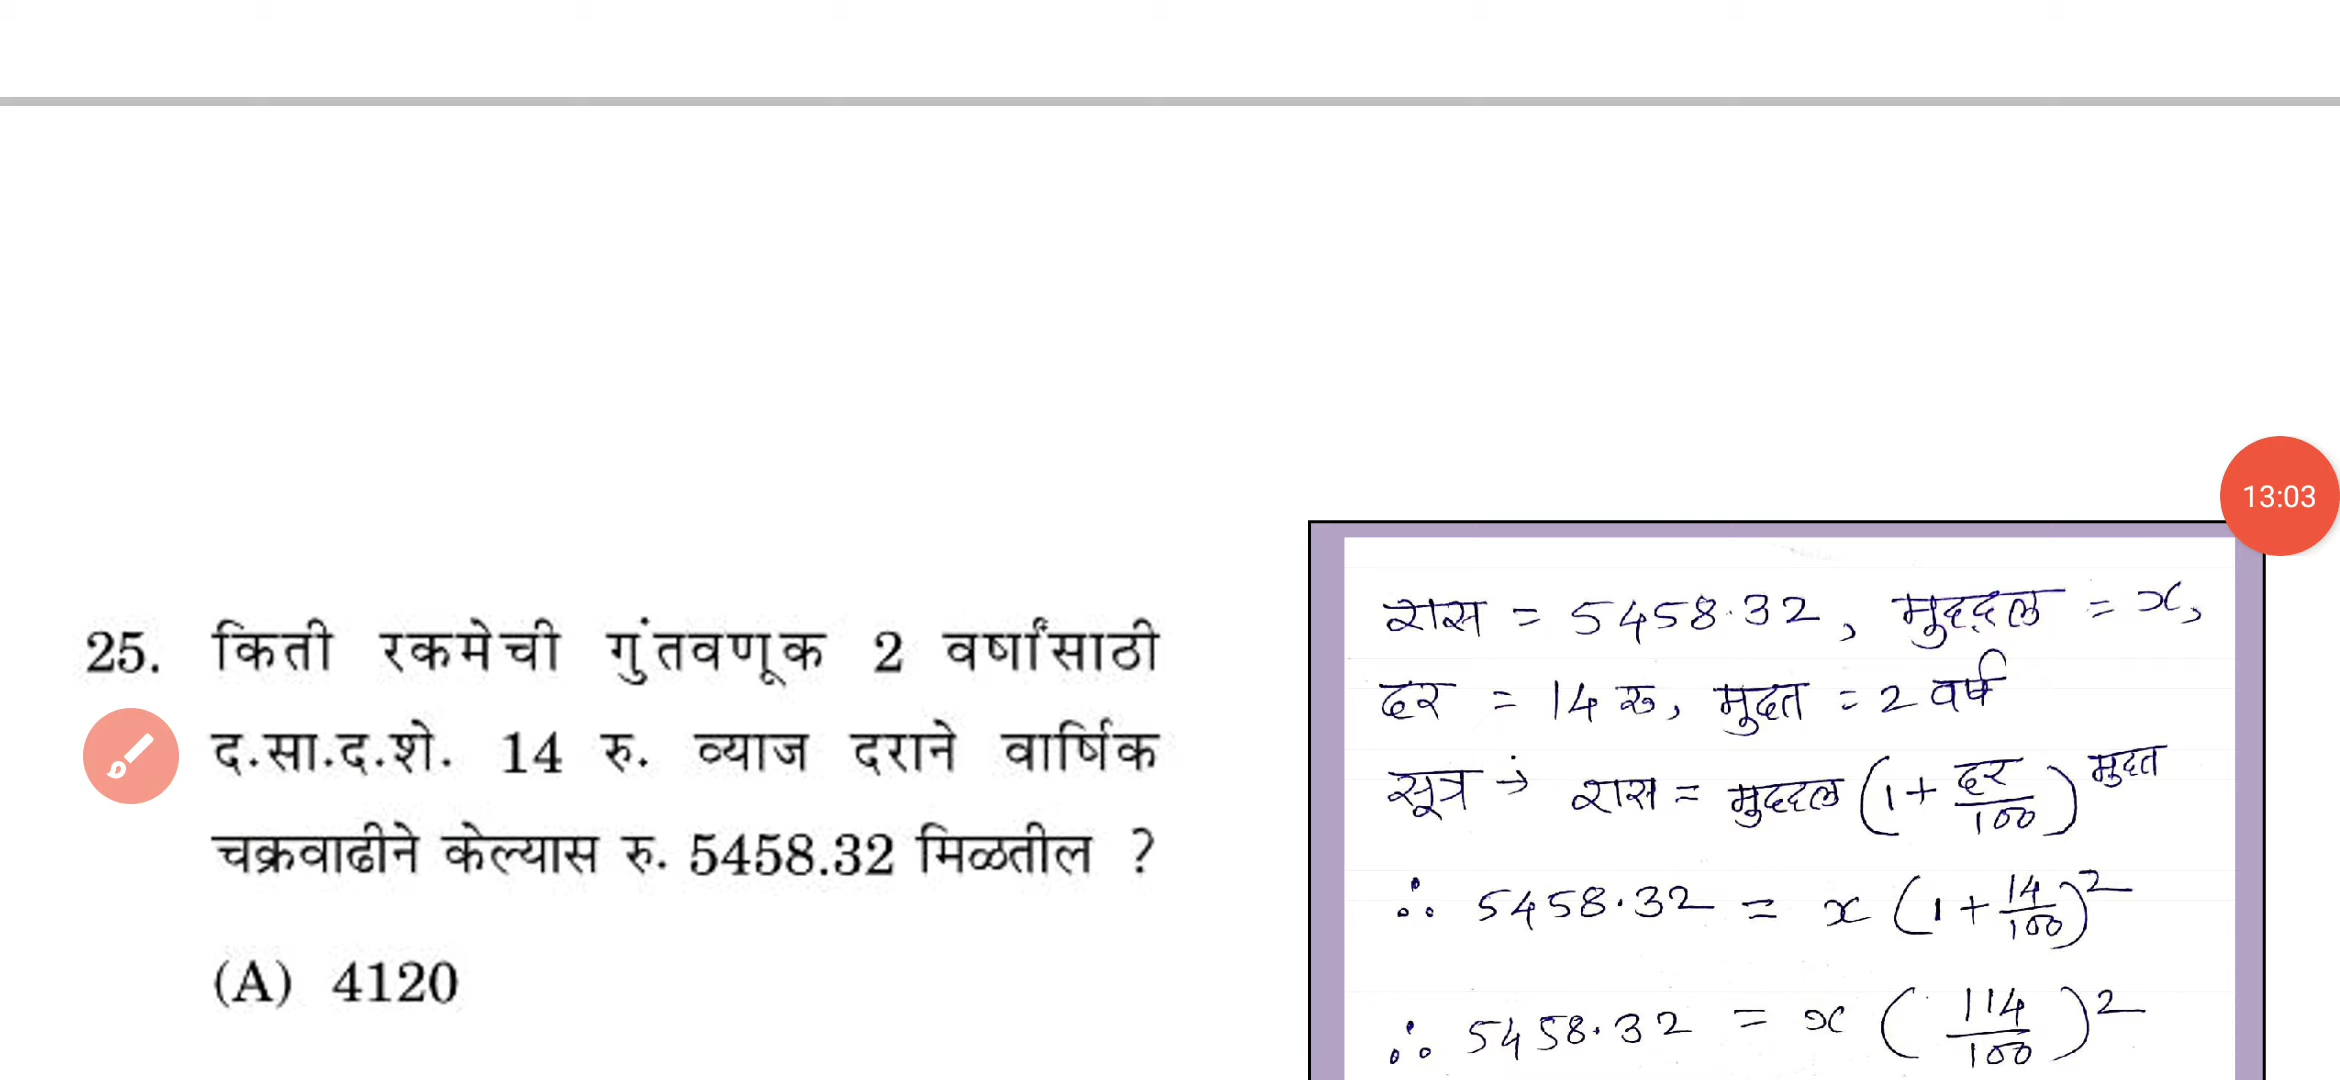 13:03
25. किती रकमेची गुंतवणूक 2 वर्षांसाठी
द.सा.द.शे. 14 रु. व्याज दराने वार्षिक
चक्रवाढीने केल्यास रु. 5458.32 मिळतील ?
(A) 4120
रास = 5458.32, मुद्दल = x,
दर = 14 रु, मुदत = 2 वर्ष
सूत्र → रास = मुद्दल (1 + दर/100)^मुदत
∴ 5458.32 = x (1 + 14/100)^2
∴ 5458.32 = x (114/100)^2